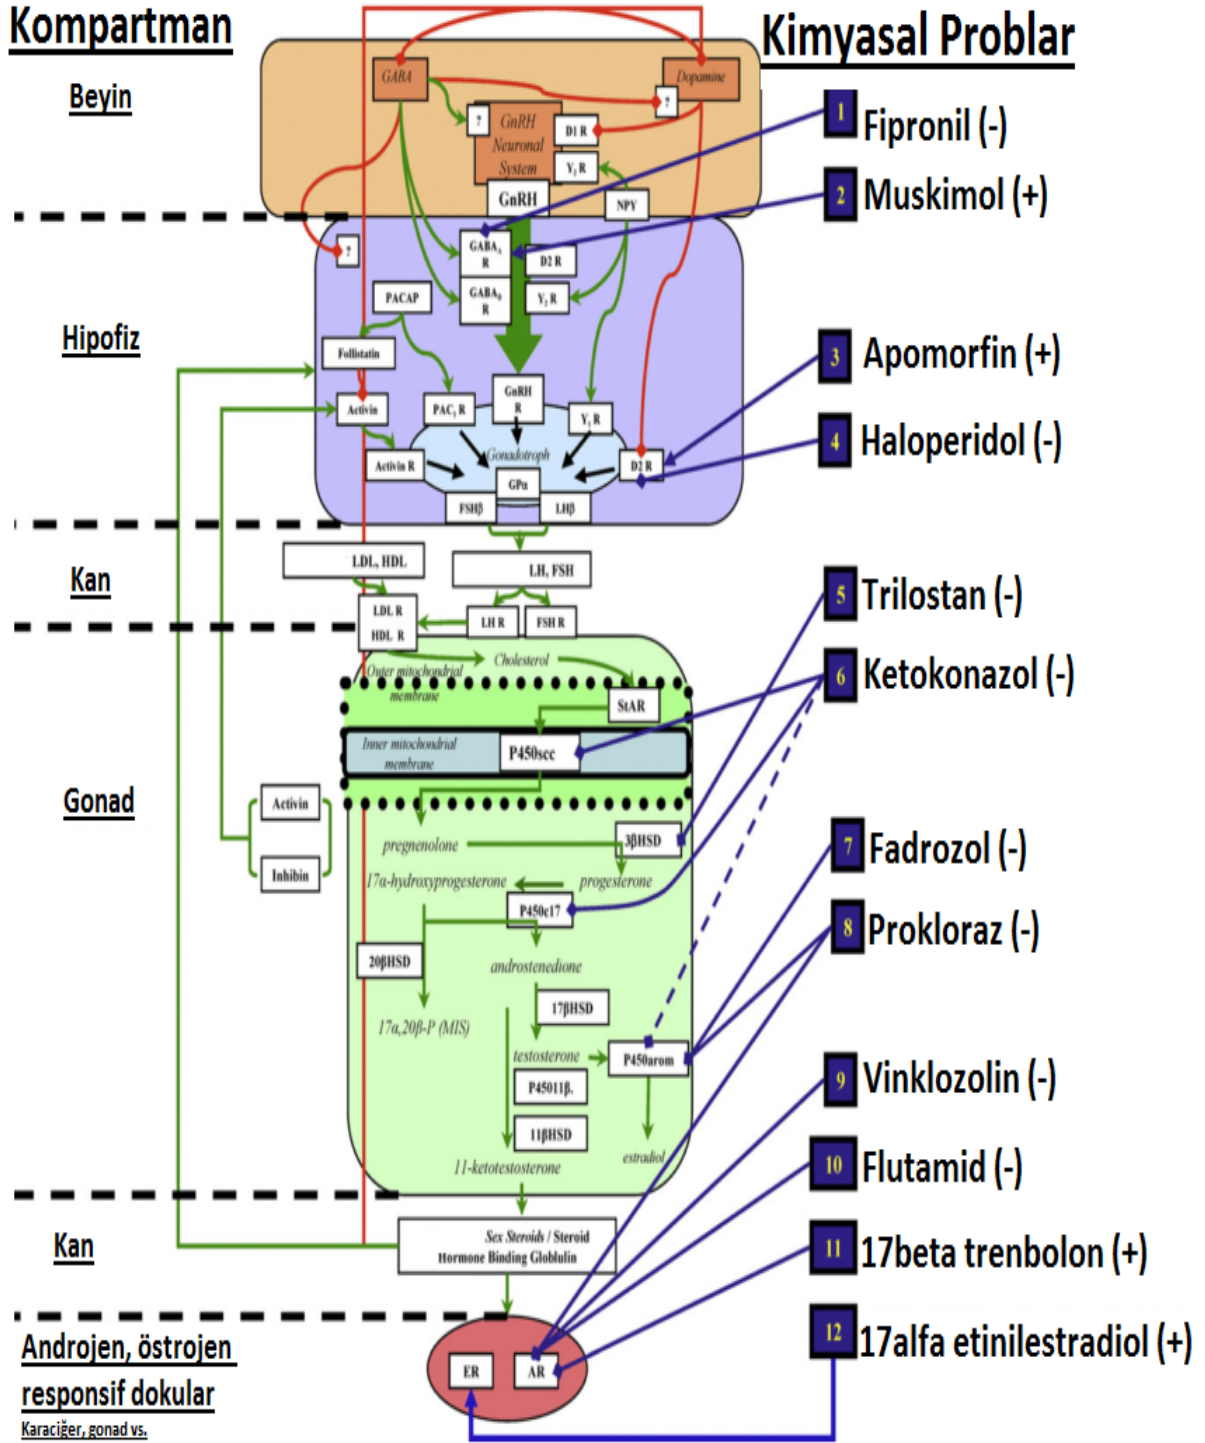 Kompartman
Kimyasal Problar
Beyin
GABA
Dopamine
?
?
GnRH
Neuronal
System
D1 R
Y₁ R
GnRH
NPY
1
Fipronil (-)
2
Muskimol (+)
Hipofiz
?
GABA_A
R
D2 R
GABA_B
R
Y₂ R
PACAP
Follistatin
Activin
PAC₁ R
GnRH
R
Y₁ R
Activin R
Gonadotroph
D2 R
GPα
FSHβ
LHβ
3
Apomorfin (+)
4
Haloperidol (-)
Kan
LDL, HDL
LH, FSH
LDL R
HDL R
LH R
FSH R
5
Trilostan (-)
6
Ketokonazol (-)
Gonad
Outer mitochondrial
membrane
Cholesterol
StAR
Inner mitochondrial
membrane
P450scc
Activin
Inhibin
pregnenolone
3βHSD
17α-hydroxyprogesterone
progesterone
P450c17
20βHSD
androstenedione
17βHSD
17α,20β-P (MIS)
testosterone
P450arom
P45011β.
11βHSD
11-ketotestosterone
estradiol
7
Fadrozol (-)
8
Prokloraz (-)
9
Vinklozolin (-)
10
Flutamid (-)
Kan
Sex Steroids / Steroid
Hormone Binding Globlulin
11
17beta trenbolon (+)
12
17alfa etinilestradiol (+)
Androjen, östrojen
responsif dokular
Karaciğer, gonad vs.
ER
AR